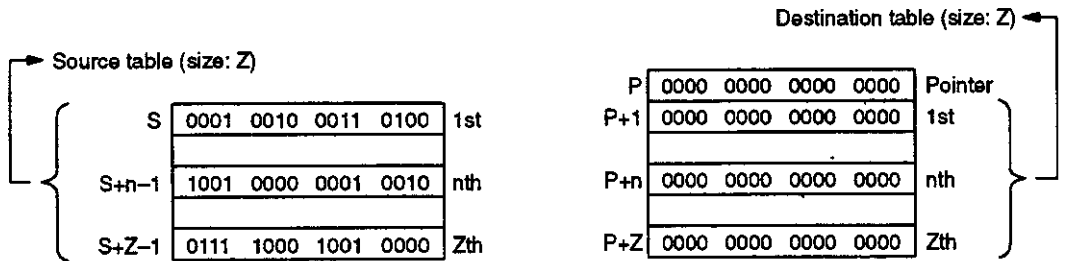 Destination table (size: Z)
Source table (size: Z)
P 0000 0000 0000 0000 Pointer
S 0001 0010 0011 0100 1st
P+1 0000 0000 0000 0000 1st
S+n–1 1001 0000 0001 0010 nth
P+n 0000 0000 0000 0000 nth
S+Z–1 0111 1000 1001 0000 Zth
P+Z 0000 0000 0000 0000 Zth